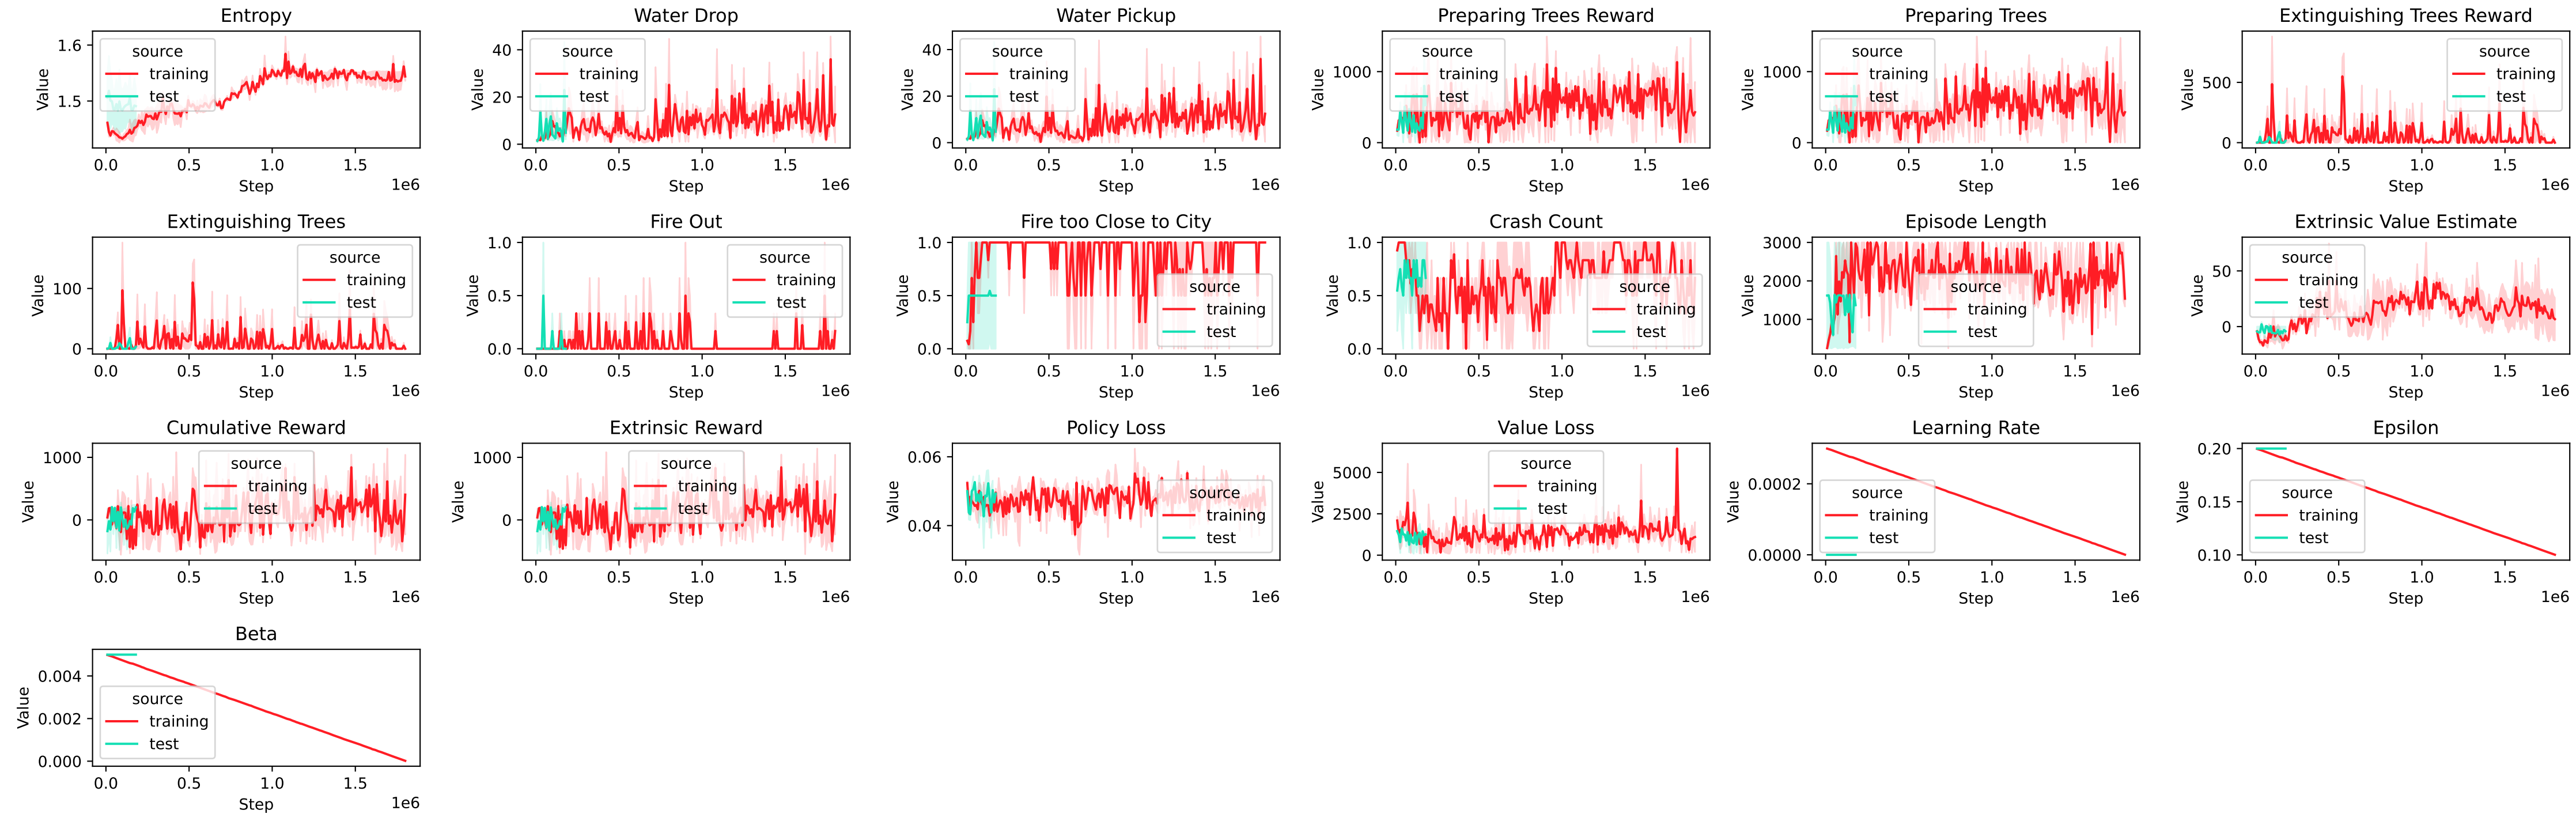 Entropy
Value
1.6
1.5
source
training
test
0.0 0.5 1.0 1.5
Step
1e6
Water Drop
Value
40
20
0
source
training
test
0.0 0.5 1.0 1.5
Step
1e6
Water Pickup
Value
40
20
0
source
training
test
0.0 0.5 1.0 1.5
Step
1e6
Preparing Trees Reward
Value
1000
0
source
training
test
0.0 0.5 1.0 1.5
Step
1e6
Preparing Trees
Value
1000
0
source
training
test
0.0 0.5 1.0 1.5
Step
1e6
Extinguishing Trees Reward
Value
500
0
source
training
test
0.0 0.5 1.0 1.5
Step
1e6
Extinguishing Trees
Value
100
0
source
training
test
0.0 0.5 1.0 1.5
Step
1e6
Fire Out
Value
1.0
0.5
0.0
source
training
test
0.0 0.5 1.0 1.5
Step
1e6
Fire too Close to City
Value
1.0
0.5
0.0
source
training
test
0.0 0.5 1.0 1.5
Step
1e6
Crash Count
Value
1.0
0.5
0.0
source
training
test
0.0 0.5 1.0 1.5
Step
1e6
Episode Length
Value
3000
2000
1000
source
training
test
0.0 0.5 1.0 1.5
Step
1e6
Extrinsic Value Estimate
Value
50
0
source
training
test
0.0 0.5 1.0 1.5
Step
1e6
Cumulative Reward
Value
1000
0
source
training
test
0.0 0.5 1.0 1.5
Step
1e6
Extrinsic Reward
Value
1000
0
source
training
test
0.0 0.5 1.0 1.5
Step
1e6
Policy Loss
Value
0.06
0.04
source
training
test
0.0 0.5 1.0 1.5
Step
1e6
Value Loss
Value
5000
2500
0
source
training
test
0.0 0.5 1.0 1.5
Step
1e6
Learning Rate
Value
0.0002
0.0000
source
training
test
0.0 0.5 1.0 1.5
Step
1e6
Epsilon
Value
0.20
0.15
0.10
source
training
test
0.0 0.5 1.0 1.5
Step
1e6
Beta
Value
0.004
0.002
0.000
source
training
test
0.0 0.5 1.0 1.5
Step
1e6